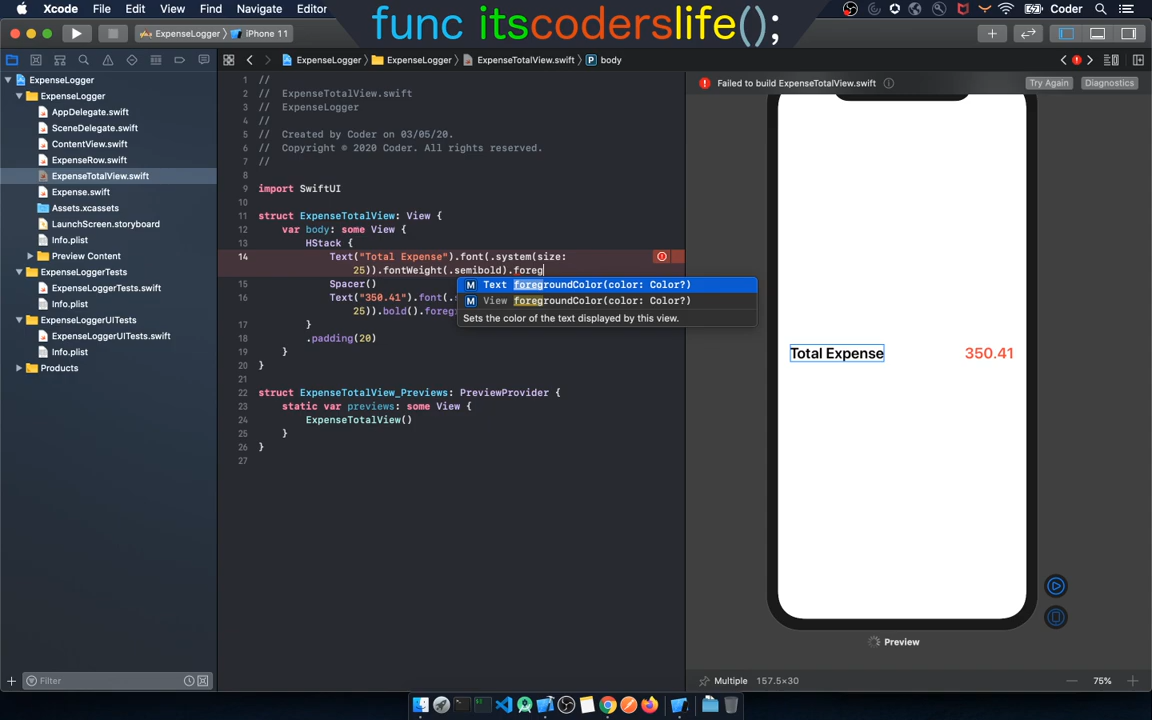 Xcode File Edit View Find Navigate Editor
func itscoderslife();
Coder
ExpenseLogger iPhone 11
ExpenseLogger ExpenseLogger ExpenseTotalView.swift P body
ExpenseLogger
ExpenseLogger
AppDelegate.swift
SceneDelegate.swift
ContentView.swift
ExpenseRow.swift
ExpenseTotalView.swift
Expense.swift
Assets.xcassets
LaunchScreen.storyboard
Info.plist
Preview Content
ExpenseLoggerTests
ExpenseLoggerTests.swift
Info.plist
ExpenseLoggerUITests
ExpenseLoggerUITests.swift
Info.plist
Products
Filter
1 //
2 // ExpenseTotalView.swift
3 // ExpenseLogger
4 //
5 // Created by Coder on 03/05/20.
6 // Copyright © 2020 Coder. All rights reserved.
7 //
8
9 import SwiftUI
10
11 struct ExpenseTotalView: View {
12 var body: some View {
13 HStack {
14 Text("Total Expense").font(.system(size:
25)).fontWeight(.semibold).foreg
15 Spacer()
16 Text("350.41").font(.
25)).bold().foreg
17 }
18 .padding(20)
19 }
20 }
21
22 struct ExpenseTotalView_Previews: PreviewProvider {
23 static var previews: some View {
24 ExpenseTotalView()
25 }
26 }
27
M Text foregroundColor(color: Color?)
M View foregroundColor(color: Color?)
Sets the color of the text displayed by this view.
Failed to build ExpenseTotalView.swift Try Again Diagnostics
Total Expense 350.41
Preview
Multiple 157.5×30 75%